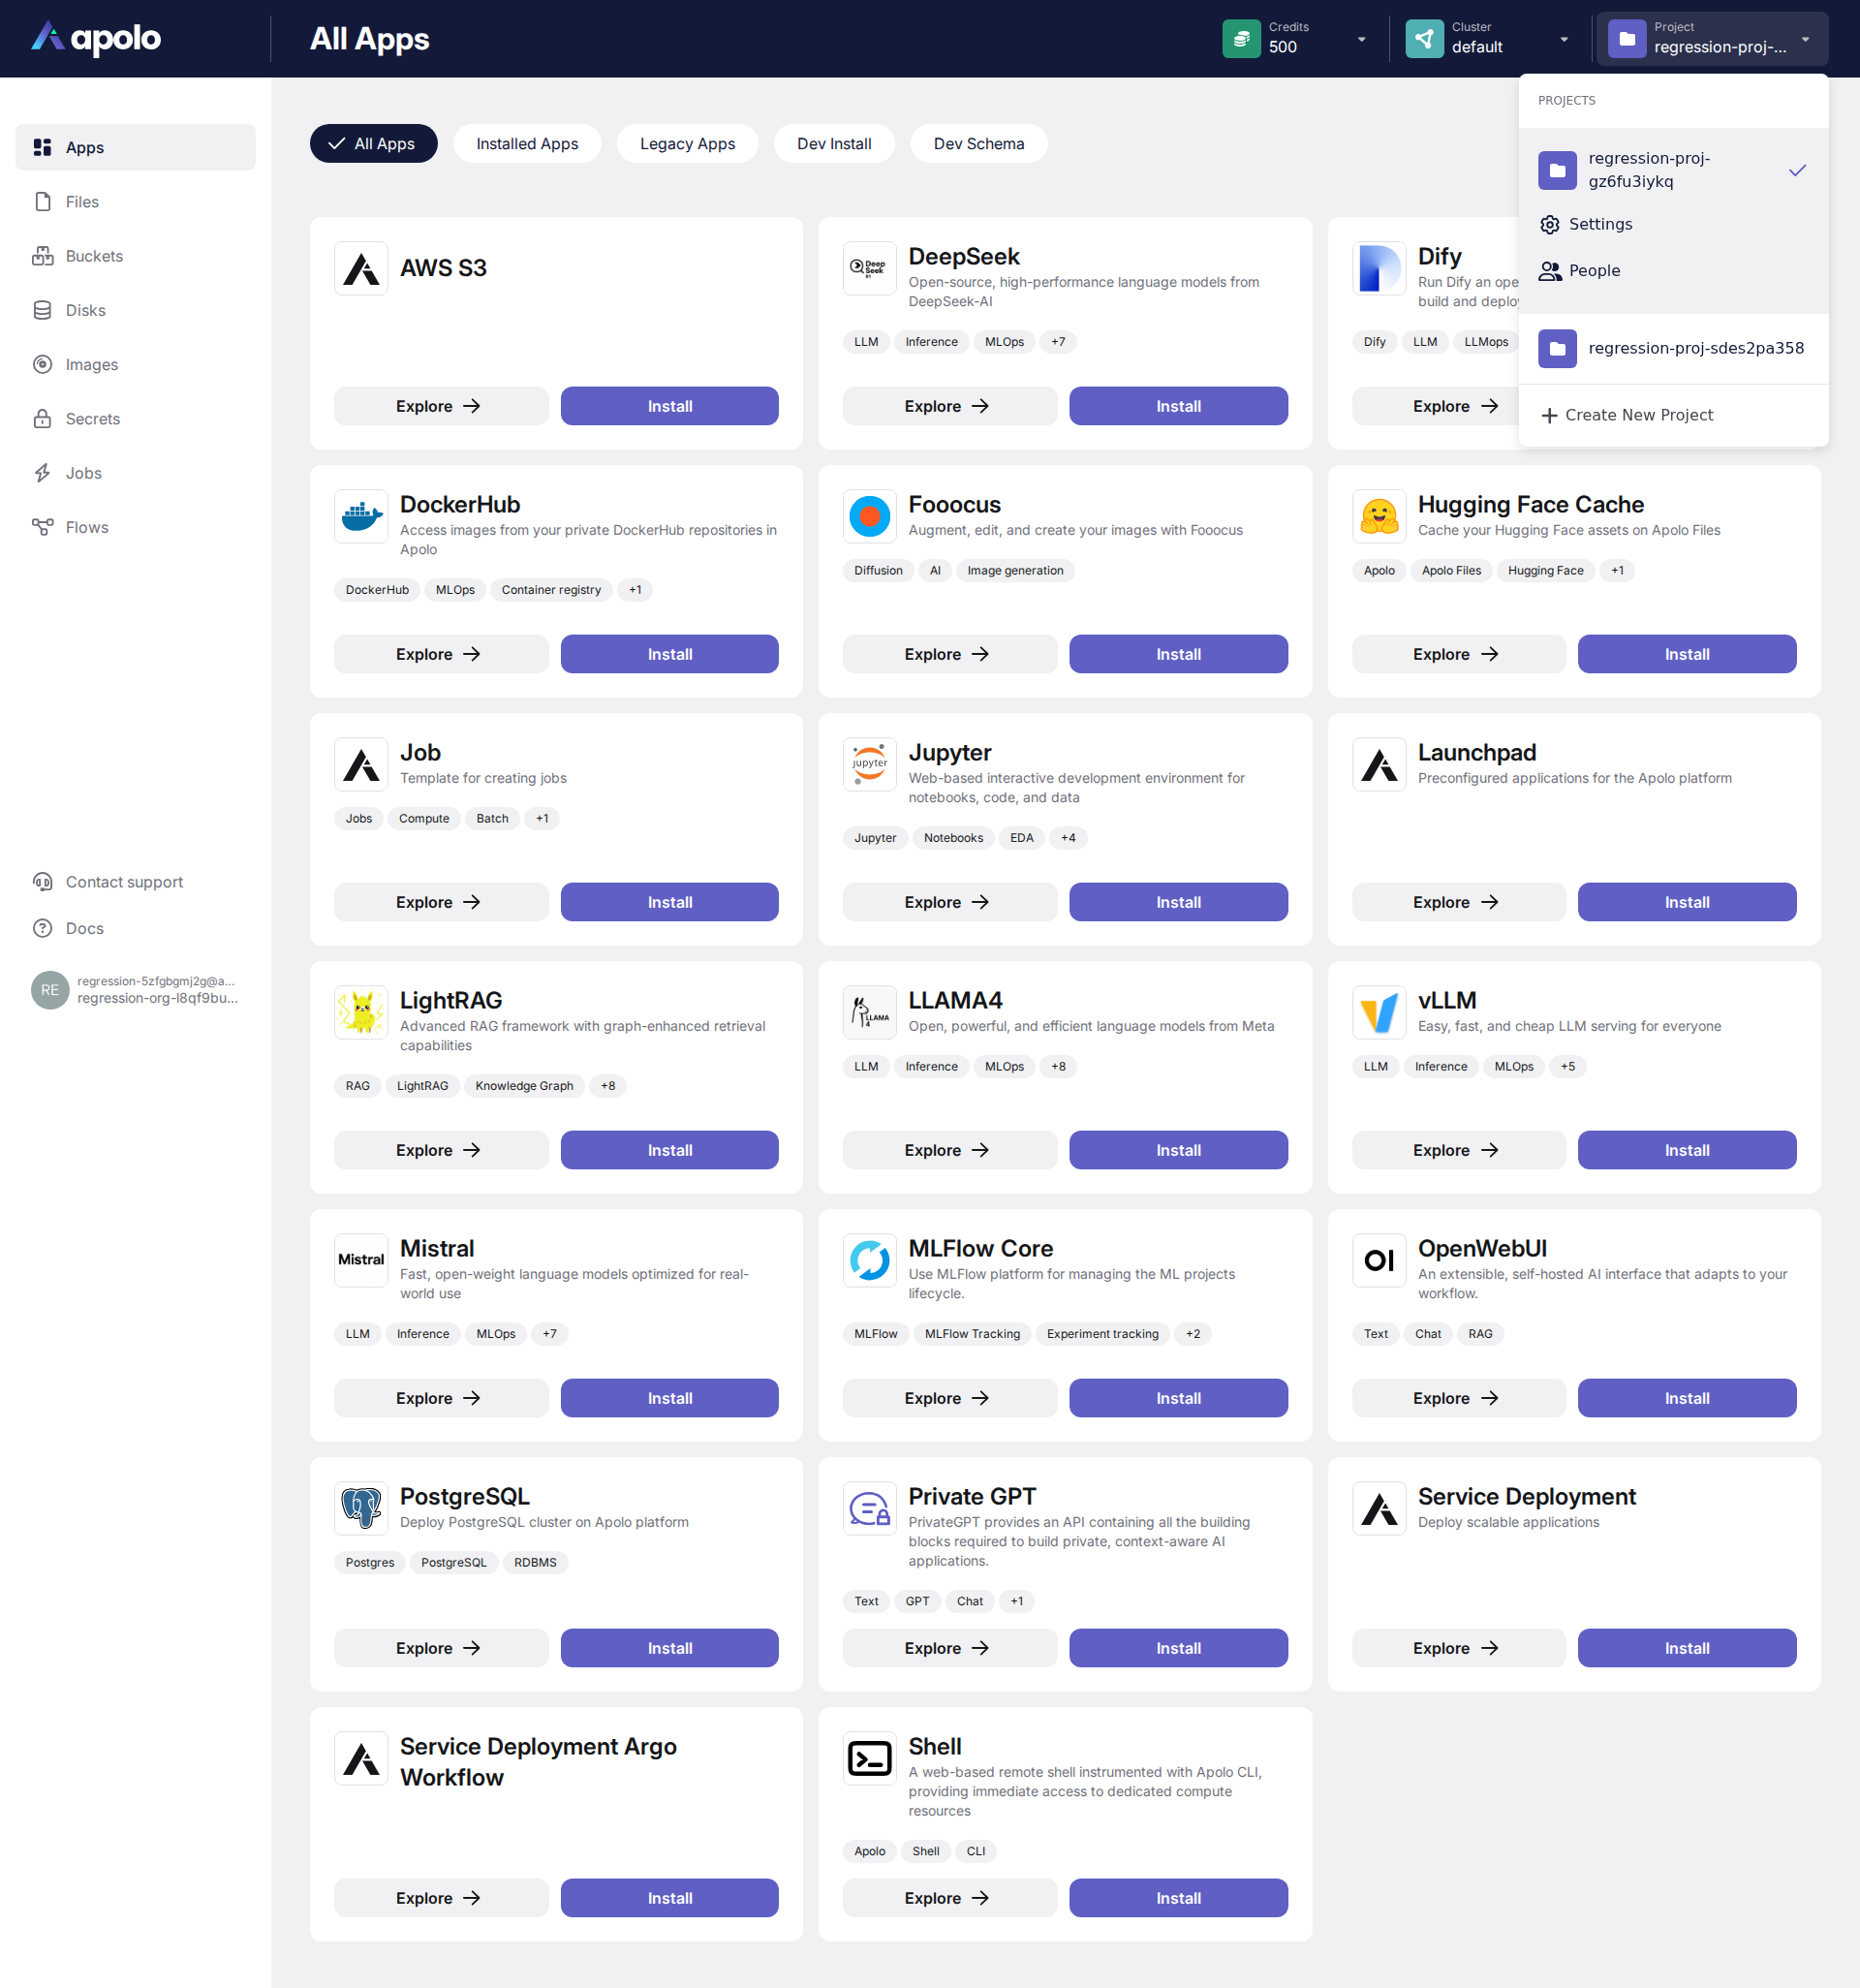 apolo
All Apps
Credits
500
Cluster
default
Project
regression-proj-...
PROJECTS
regression-proj-
gz6fu3iykq
Settings
People
regression-proj-sdes2pa358
Create New Project
Apps
Files
Buckets
Disks
Images
Secrets
Jobs
Flows
Contact support
Docs
RE
regression-5zfgbgmj2g@a...
regression-org-l8qf9bu...
All Apps
Installed Apps
Legacy Apps
Dev Install
Dev Schema
AWS S3
Explore
Install
DeepSeek
Open-source, high-performance language models from
DeepSeek-AI
LLM
Inference
MLOps
+7
Explore
Install
Dify
Run Dify an ope
build and deploy
Dify
LLM
LLMops
Explore
DockerHub
Access images from your private DockerHub repositories in
Apolo
DockerHub
MLOps
Container registry
+1
Explore
Install
Fooocus
Augment, edit, and create your images with Fooocus
Diffusion
AI
Image generation
Explore
Install
Hugging Face Cache
Cache your Hugging Face assets on Apolo Files
Apolo
Apolo Files
Hugging Face
+1
Explore
Install
Job
Template for creating jobs
Jobs
Compute
Batch
+1
Explore
Install
jupyter
Jupyter
Web-based interactive development environment for
notebooks, code, and data
Jupyter
Notebooks
EDA
+4
Explore
Install
Launchpad
Preconfigured applications for the Apolo platform
Explore
Install
LightRAG
Advanced RAG framework with graph-enhanced retrieval
capabilities
RAG
LightRAG
Knowledge Graph
+8
Explore
Install
LLAMA
4
LLAMA4
Open, powerful, and efficient language models from Meta
LLM
Inference
MLOps
+8
Explore
Install
vLLM
Easy, fast, and cheap LLM serving for everyone
LLM
Inference
MLOps
+5
Explore
Install
Mistral
Mistral
Fast, open-weight language models optimized for real-
world use
LLM
Inference
MLOps
+7
Explore
Install
MLFlow Core
Use MLFlow platform for managing the ML projects
lifecycle.
MLFlow
MLFlow Tracking
Experiment tracking
+2
Explore
Install
OI
OpenWebUI
An extensible, self-hosted AI interface that adapts to your
workflow.
Text
Chat
RAG
Explore
Install
PostgreSQL
Deploy PostgreSQL cluster on Apolo platform
Postgres
PostgreSQL
RDBMS
Explore
Install
Private GPT
PrivateGPT provides an API containing all the building
blocks required to build private, context-aware AI
applications.
Text
GPT
Chat
+1
Explore
Install
Service Deployment
Deploy scalable applications
Explore
Install
Service Deployment Argo
Workflow
Explore
Install
Shell
A web-based remote shell instrumented with Apolo CLI,
providing immediate access to dedicated compute
resources
Apolo
Shell
CLI
Explore
Install